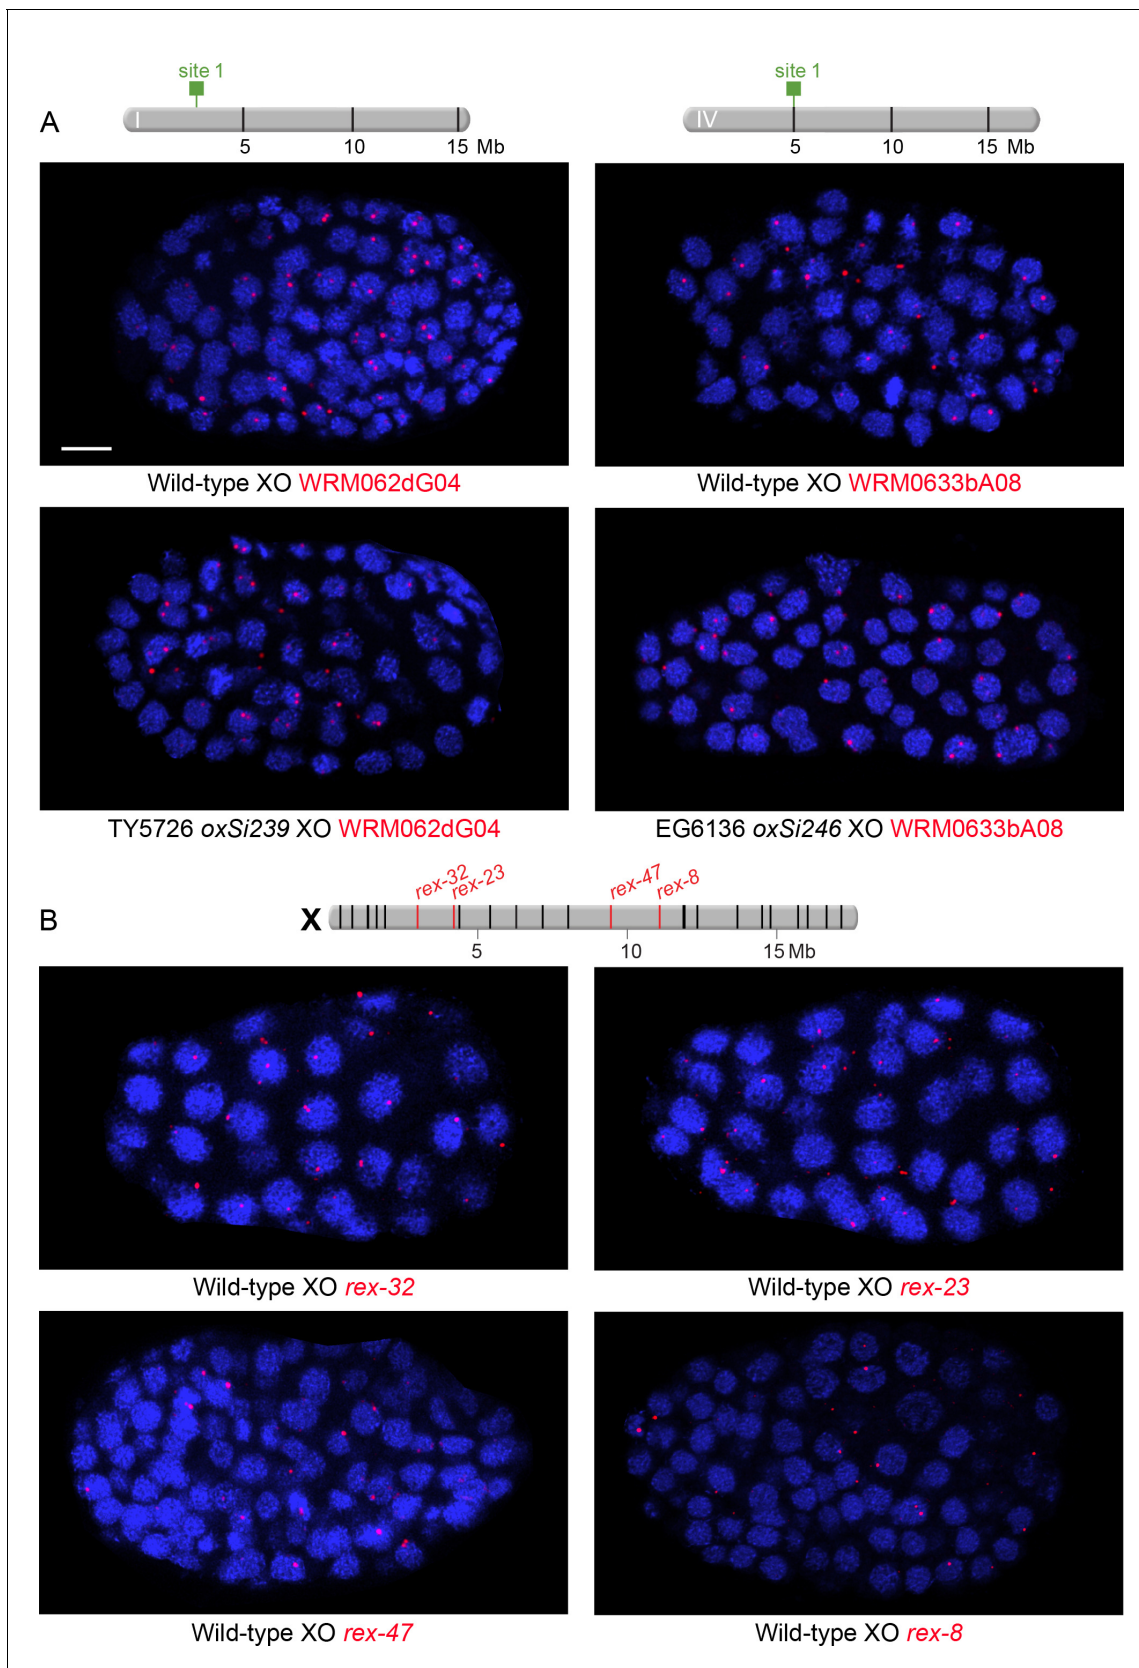 site 1
site 1
A
I
IV
5 10 15 Mb
5 10 15 Mb
Wild-type XO WRM062dG04
Wild-type XO WRM0633bA08
TY5726 oxSi239 XO WRM062dG04
EG6136 oxSi246 XO WRM0633bA08
rex-32 rex-23 rex-47 rex-8
B
X
5 10 15 Mb
Wild-type XO rex-32
Wild-type XO rex-23
Wild-type XO rex-47
Wild-type XO rex-8